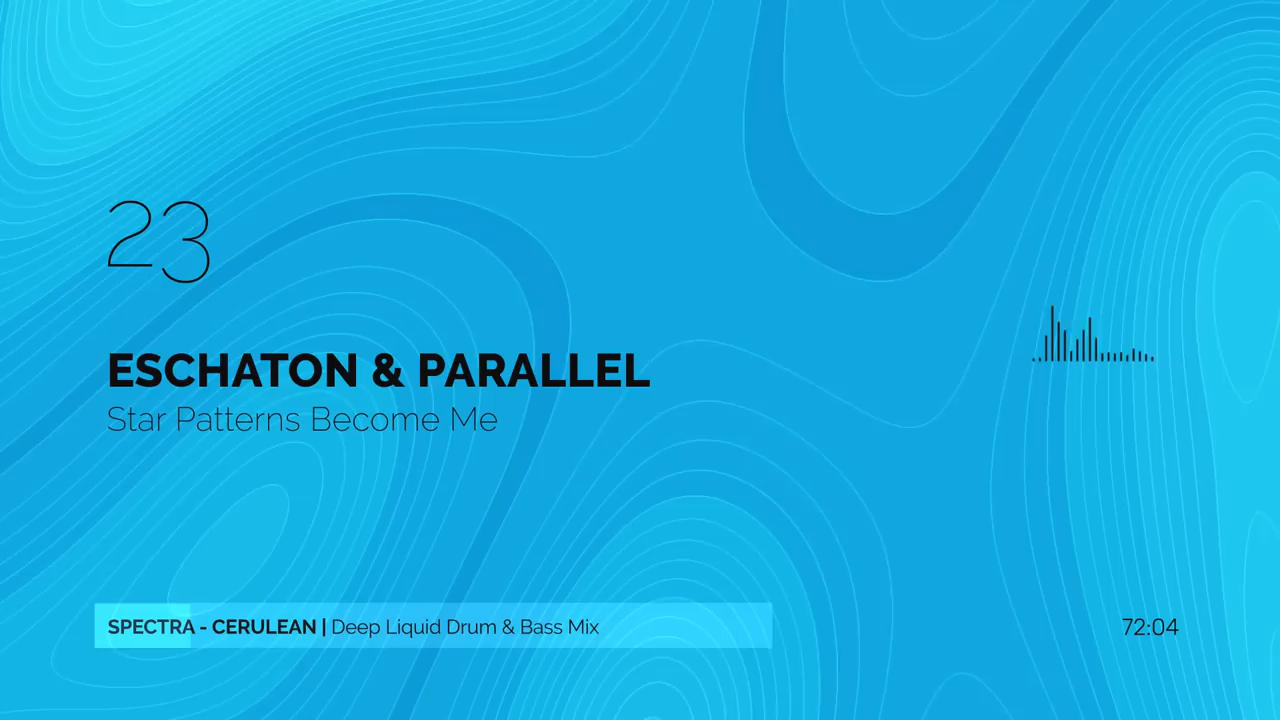 23
ESCHATON & PARALLEL
Star Patterns Become Me
SPECTRA - CERULEAN | Deep Liquid Drum & Bass Mix
72:04